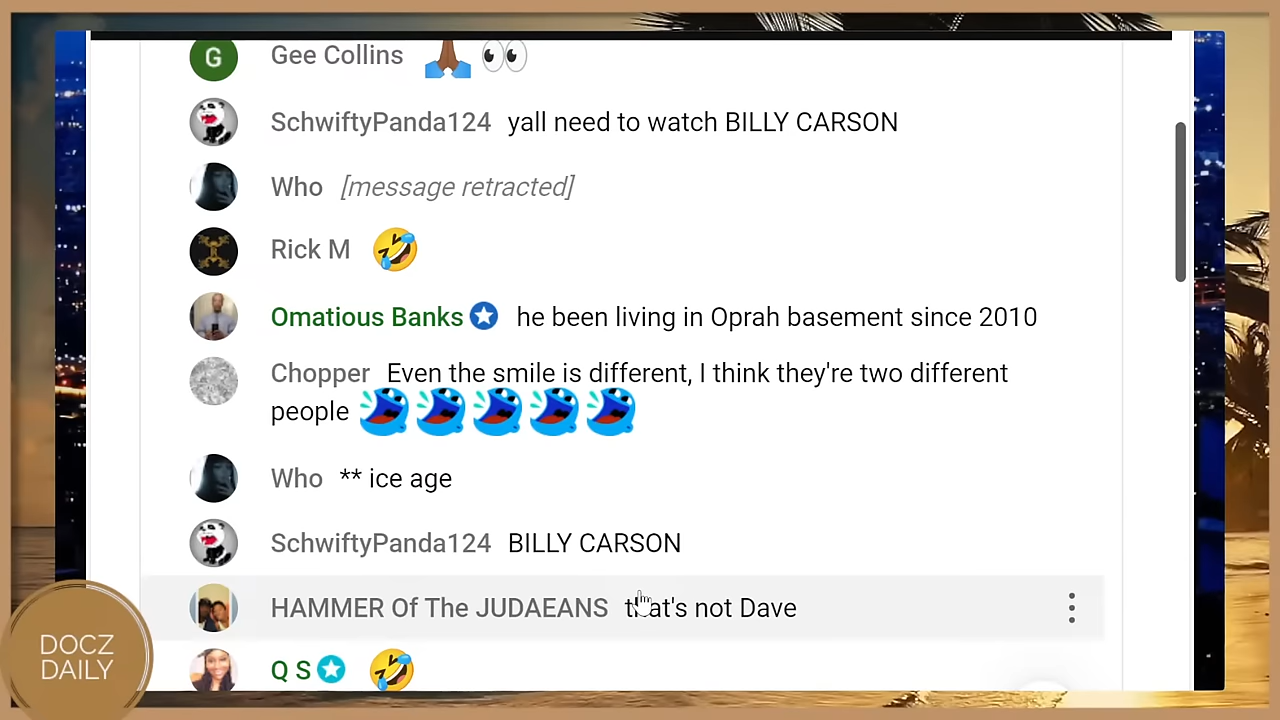 G
Gee Collins 🙏🏾 👀
SchwiftyPanda124 yall need to watch BILLY CARSON
Who [message retracted]
Rick M 🤣
Omatious Banks he been living in Oprah basement since 2010
Chopper Even the smile is different, I think they're two different
people
Who ** ice age
SchwiftyPanda124 BILLY CARSON
HAMMER Of The JUDAEANS that's not Dave
Q S 🤣
DOCZ
DAILY